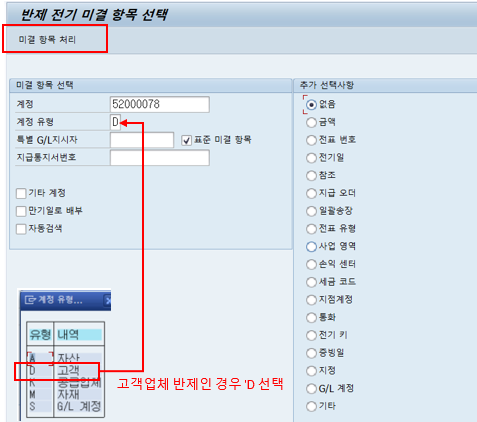 반제 전기 미결 항목 선택
미결 항목 처리
미결 항목 선택
계정 52000078
계정 유형 D
특별 G/L지시자 표준 미결 항목
지급통지서번호
기타 계정
만기일로 배부
자동검색
추가 선택사항
없음
금액
전표 번호
전기일
참조
지급 오더
일괄송장
전표 유형
사업 영역
손익 센터
세금 코드
지점계정
통화
전기 키
증빙일
지정
G/L 계정
기타
계정 유형...
유형 내역
A 자산
D 고객
K 공급업체
M 자재
S G/L 계정
고객업체 반제인 경우 'D 선택